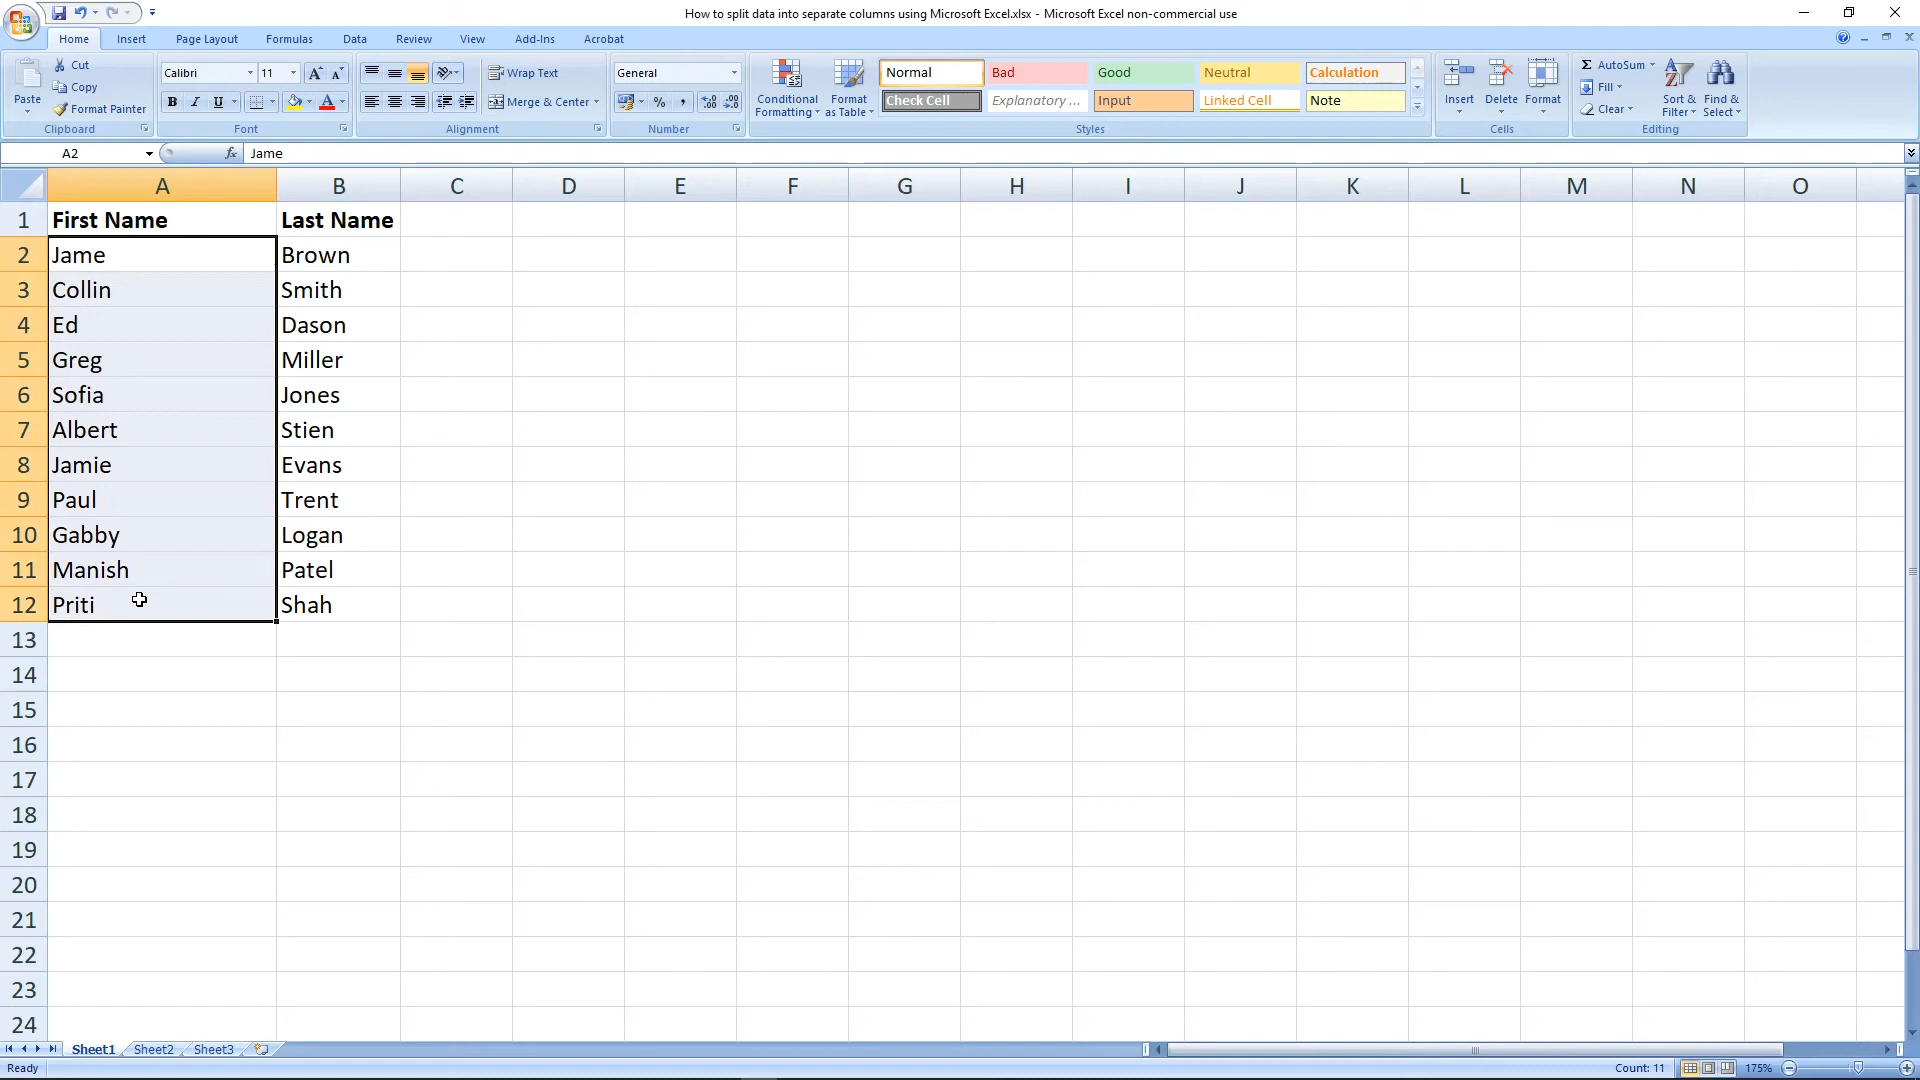 How to split data into separate columns using Microsoft Excel.xlsx - Microsoft Excel non-commercial use
Home Insert Page Layout Formulas Data Review View Add-Ins Acrobat
Paste
Cut
Copy
Format Painter
Clipboard
Calibri 11
B I U
Font
Wrap Text
Merge & Center
Alignment
General
%
Number
Conditional Formatting
Format as Table
Normal Bad Good Neutral Calculation
Check Cell Explanatory ... Input Linked Cell Note
Styles
Insert Delete Format
Cells
Σ AutoSum
Fill
Clear
Sort & Filter
Find & Select
Editing
A2 fx Jame
A B C D E F G H I J K L M N O
1 First Name Last Name
2 Jame Brown
3 Collin Smith
4 Ed Dason
5 Greg Miller
6 Sofia Jones
7 Albert Stien
8 Jamie Evans
9 Paul Trent
10 Gabby Logan
11 Manish Patel
12 Priti Shah
13
14
15
16
17
18
19
20
21
22
23
24
Sheet1 Sheet2 Sheet3
Ready Count: 11 175%